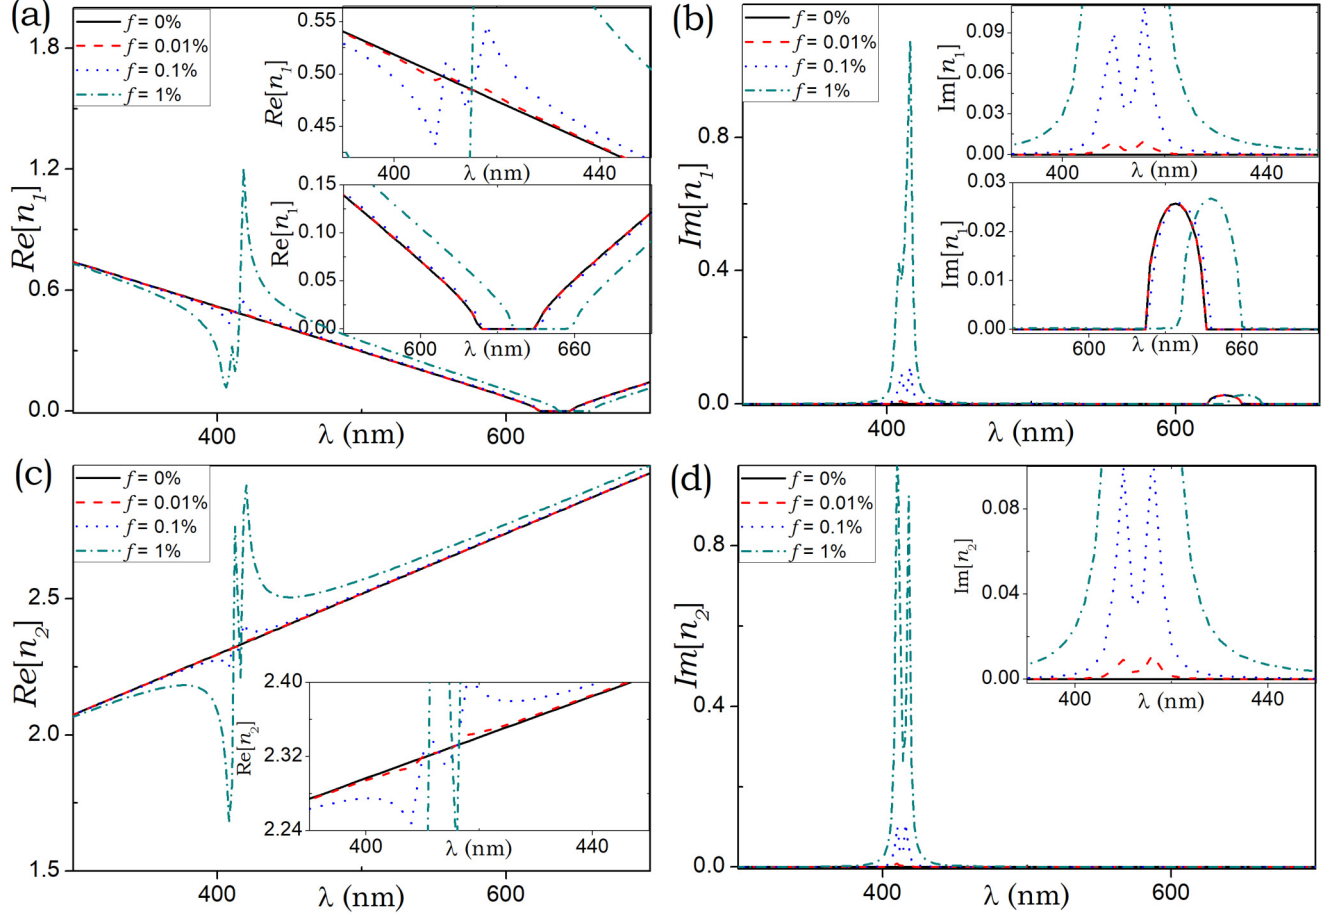 (a)
f = 0%
f = 0.01%
f = 0.1%
f = 1%
1.8
1.2
0.6
0.0
Re[n₁]
400
600
λ (nm)
0.55
0.50
0.45
Re[n₁]
400
λ (nm)
440
0.15
0.10
0.05
0.00
Re[n₁]
600
λ (nm)
660
(b)
f = 0%
f = 0.01%
f = 0.1%
f = 1%
0.8
0.4
0.0
Im[n₁]
400
600
λ (nm)
0.09
0.06
0.03
0.00
Im[n₁]
400
λ (nm)
440
0.03
0.02
0.01
0.00
Im[n₁]
600
λ (nm)
660
(c)
f = 0%
f = 0.01%
f = 0.1%
f = 1%
2.5
2.0
1.5
Re[n₂]
400
600
λ (nm)
2.40
2.32
2.24
Re[n₂]
400
λ (nm)
440
(d)
f = 0%
f = 0.01%
f = 0.1%
f = 1%
0.8
0.4
0.0
Im[n₂]
400
600
λ (nm)
0.08
0.04
0.00
Im[n₂]
400
λ (nm)
440